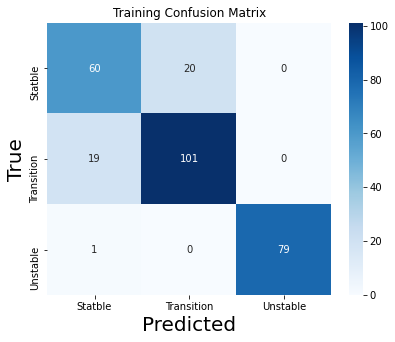 Training Confusion Matrix
Statble 60 20 0
Transition 19 101 0
Unstable 1 0 79
Statble Transition Unstable
Predicted
True
100
80
60
40
20
0